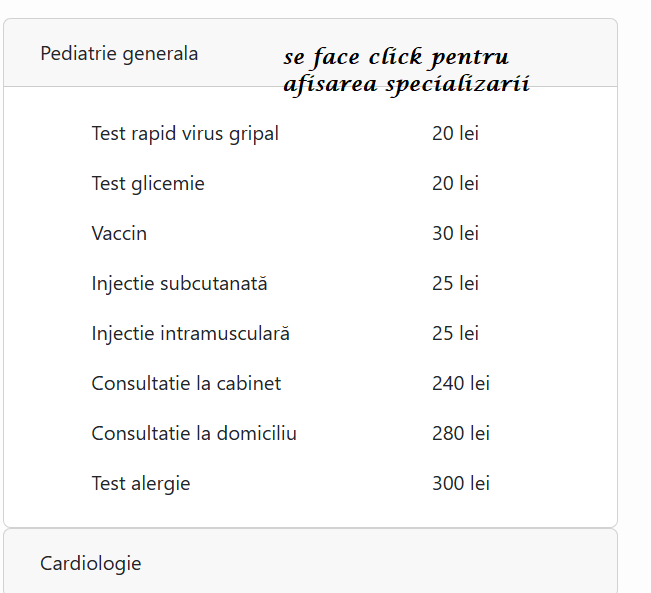 Pediatrie generala
se face click pentru
afisarea specializarii
Test rapid virus gripal 20 lei
Test glicemie 20 lei
Vaccin 30 lei
Injectie subcutanată 25 lei
Injectie intramusculară 25 lei
Consultatie la cabinet 240 lei
Consultatie la domiciliu 280 lei
Test alergie 300 lei
Cardiologie